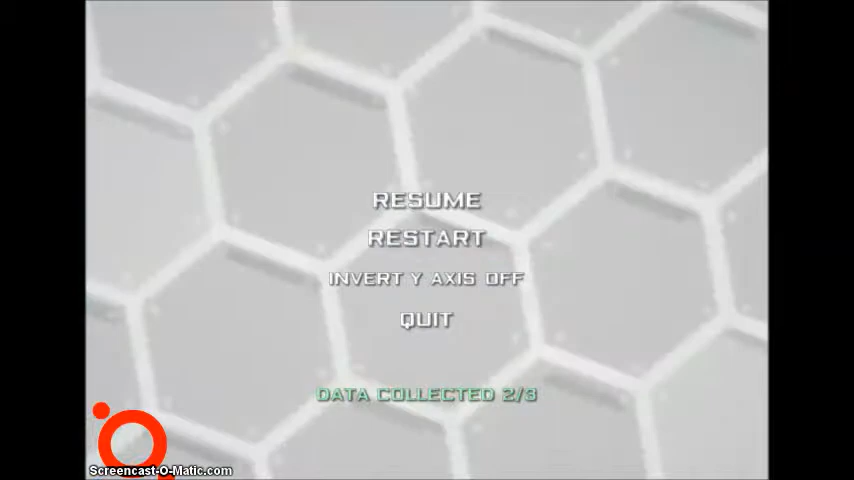 RESUME
RESTART
INVERT Y AXIS OFF
QUIT
DATA COLLECTED 2/3
Screencast-O-Matic.com